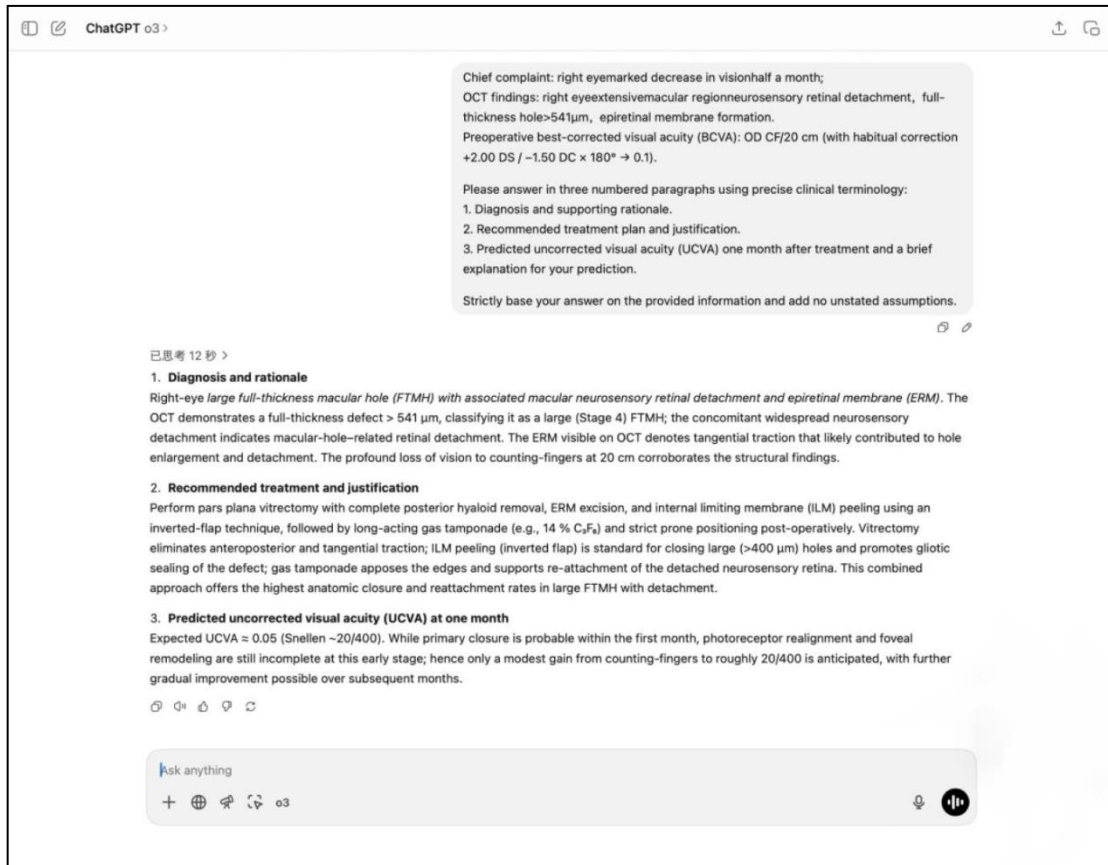 ChatGPT o3 >
Chief complaint: right eyemarked decrease in visionhalf a month;
OCT findings: right eyeextensivemacular regionneurosensory retinal detachment，full-
thickness hole>541μm，epiretinal membrane formation.
Preoperative best-corrected visual acuity (BCVA): OD CF/20 cm (with habitual correction
+2.00 DS / –1.50 DC × 180° → 0.1).
Please answer in three numbered paragraphs using precise clinical terminology:
1. Diagnosis and supporting rationale.
2. Recommended treatment plan and justification.
3. Predicted uncorrected visual acuity (UCVA) one month after treatment and a brief
explanation for your prediction.
Strictly base your answer on the provided information and add no unstated assumptions.
已思考 12 秒 >
1. Diagnosis and rationale
Right-eye large full-thickness macular hole (FTMH) with associated macular neurosensory retinal detachment and epiretinal membrane (ERM). The
OCT demonstrates a full-thickness defect > 541 μm, classifying it as a large (Stage 4) FTMH; the concomitant widespread neurosensory
detachment indicates macular-hole–related retinal detachment. The ERM visible on OCT denotes tangential traction that likely contributed to hole
enlargement and detachment. The profound loss of vision to counting-fingers at 20 cm corroborates the structural findings.
2. Recommended treatment and justification
Perform pars plana vitrectomy with complete posterior hyaloid removal, ERM excision, and internal limiting membrane (ILM) peeling using an
inverted-flap technique, followed by long-acting gas tamponade (e.g., 14 % C₃F₈) and strict prone positioning post-operatively. Vitrectomy
eliminates anteroposterior and tangential traction; ILM peeling (inverted flap) is standard for closing large (>400 μm) holes and promotes gliotic
sealing of the defect; gas tamponade apposes the edges and supports re-attachment of the detached neurosensory retina. This combined
approach offers the highest anatomic closure and reattachment rates in large FTMH with detachment.
3. Predicted uncorrected visual acuity (UCVA) at one month
Expected UCVA ≈ 0.05 (Snellen ~20/400). While primary closure is probable within the first month, photoreceptor realignment and foveal
remodeling are still incomplete at this early stage; hence only a modest gain from counting-fingers to roughly 20/400 is anticipated, with further
gradual improvement possible over subsequent months.
Ask anything
o3